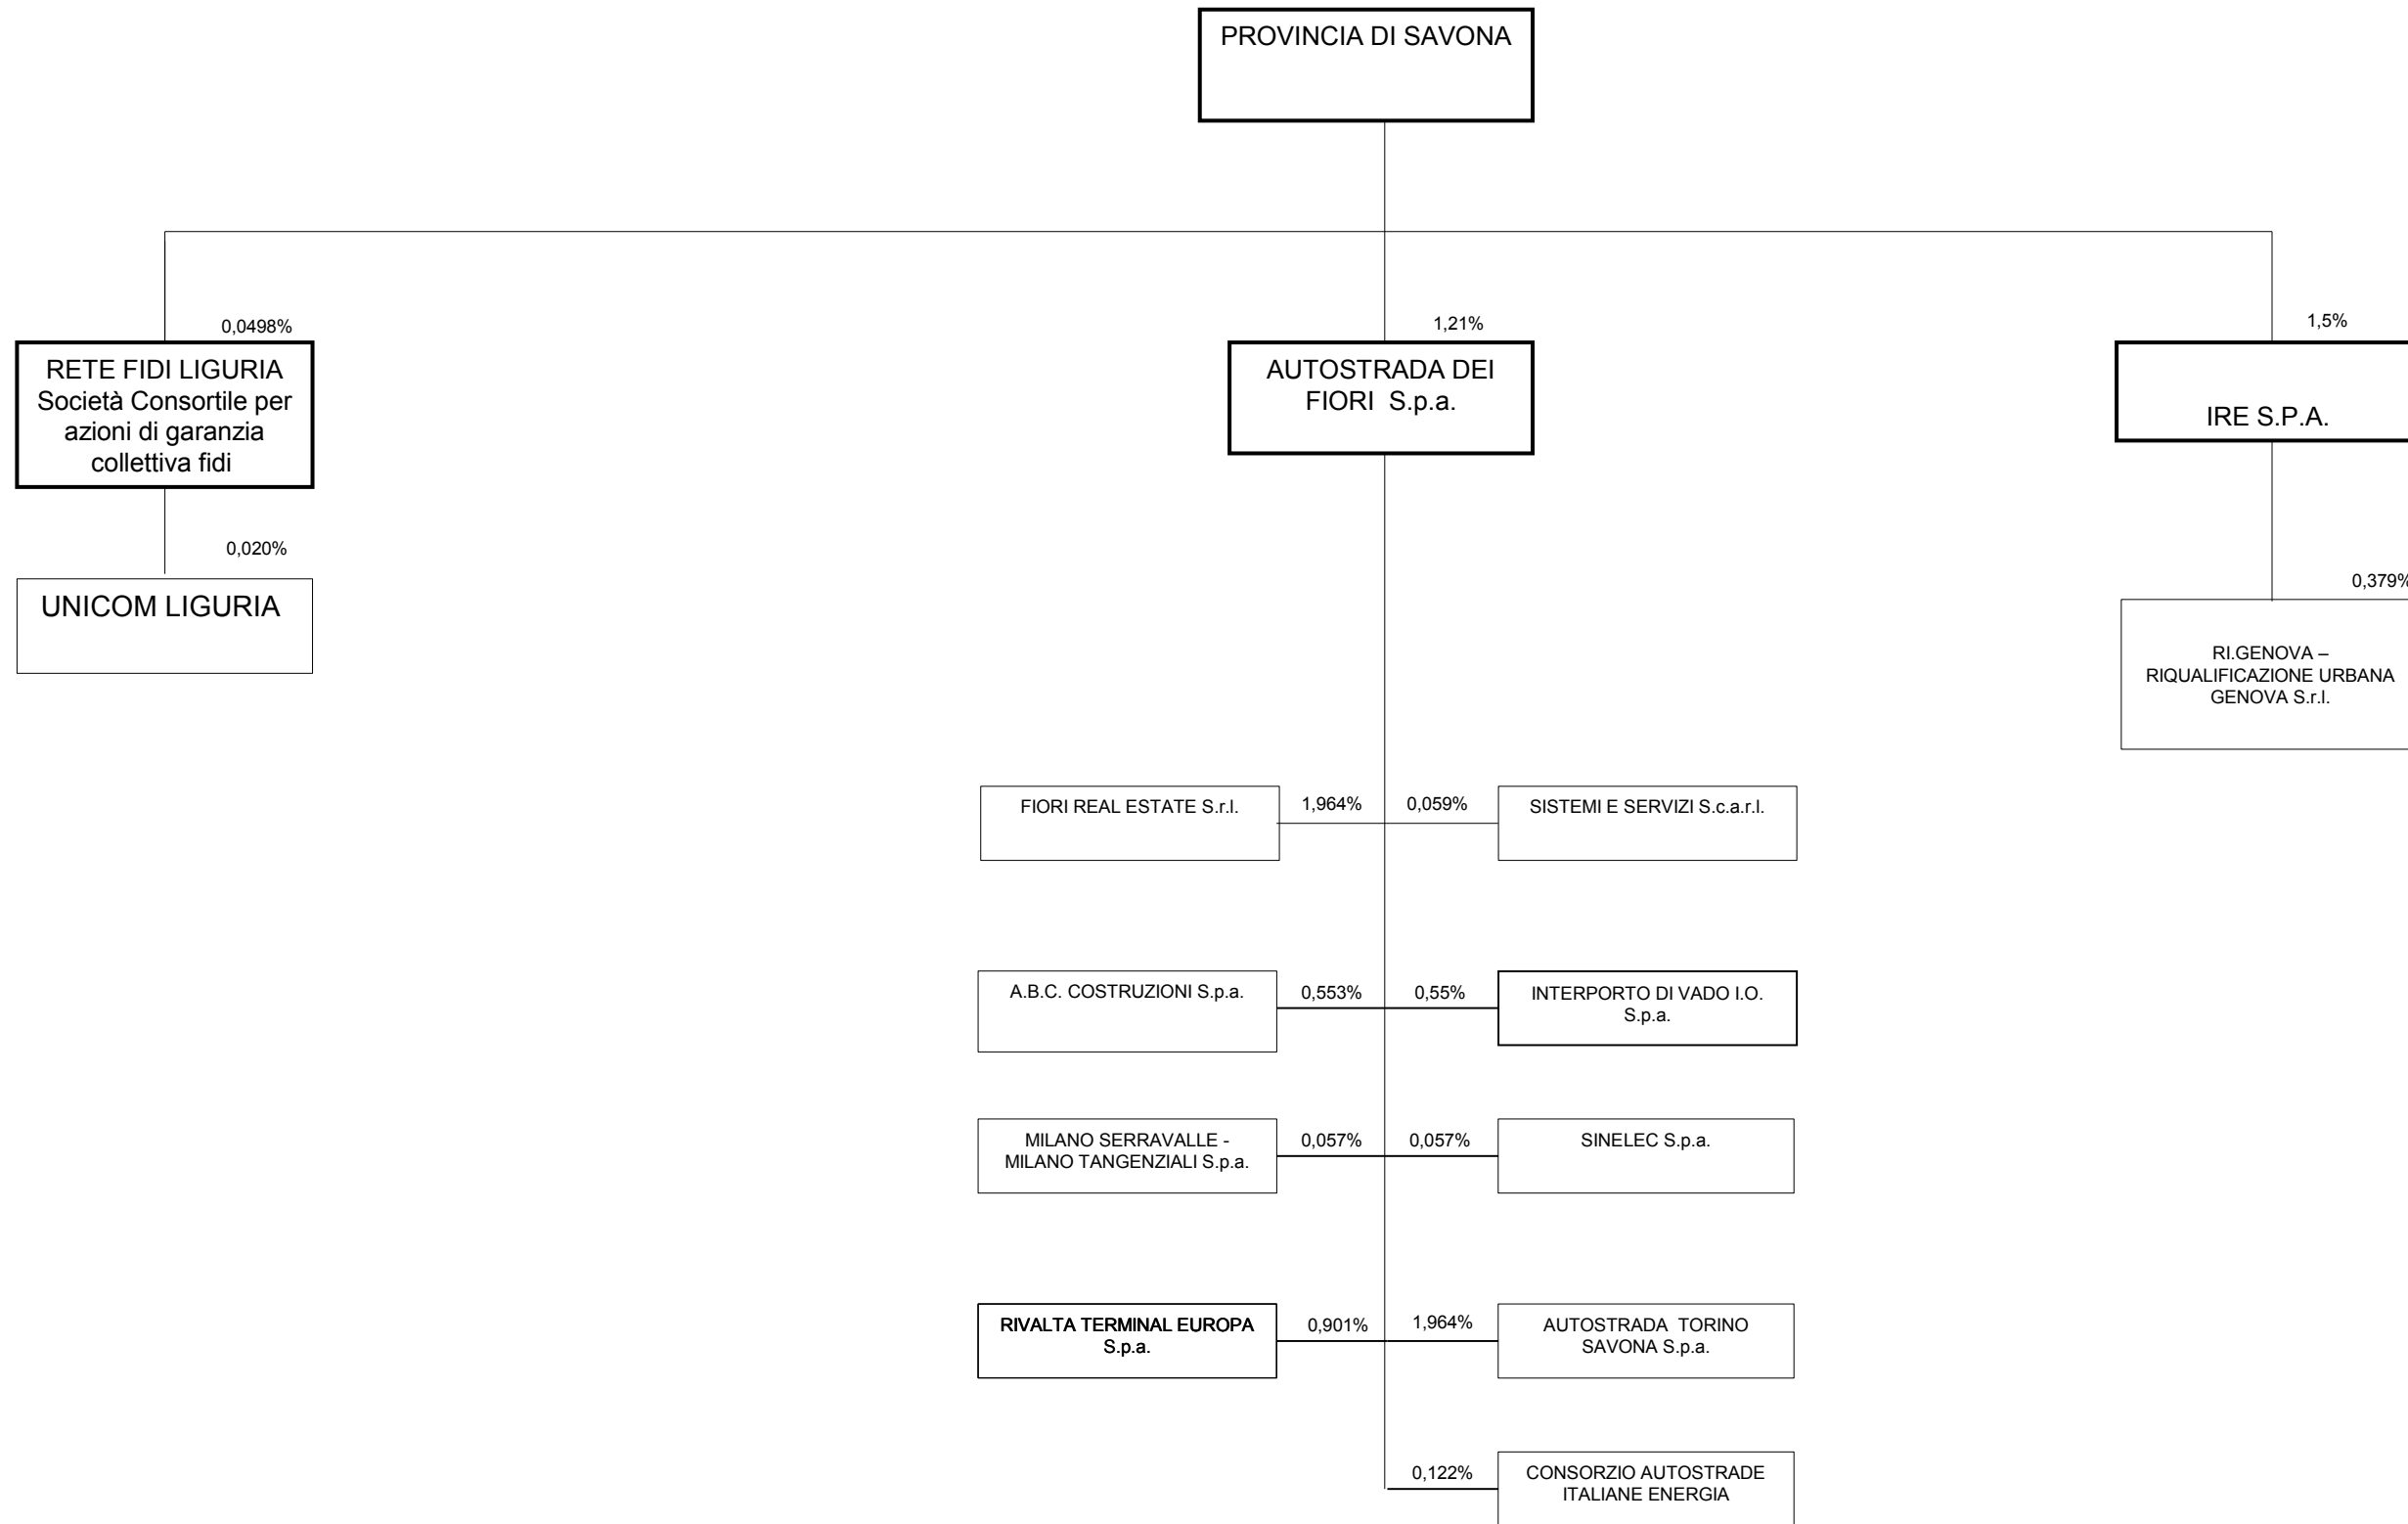 PROVINCIA DI SAVONA
0,0498%
1,21%
1,5%
RETE FIDI LIGURIA
Società Consortile per
azioni di garanzia
collettiva fidi
AUTOSTRADA DEI
FIORI S.p.a.
IRE S.P.A.
0,020%
UNICOM LIGURIA
0,379%
RI.GENOVA –
RIQUALIFICAZIONE URBANA
GENOVA S.r.l.
FIORI REAL ESTATE S.r.l.
1,964%
0,059%
SISTEMI E SERVIZI S.c.a.r.l.
A.B.C. COSTRUZIONI S.p.a.
0,553%
0,55%
INTERPORTO DI VADO I.O.
S.p.a.
MILANO SERRAVALLE -
MILANO TANGENZIALI S.p.a.
0,057%
0,057%
SINELEC S.p.a.
RIVALTA TERMINAL EUROPA
S.p.a.
0,901%
1,964%
AUTOSTRADA TORINO
SAVONA S.p.a.
0,122%
CONSORZIO AUTOSTRADE
ITALIANE ENERGIA